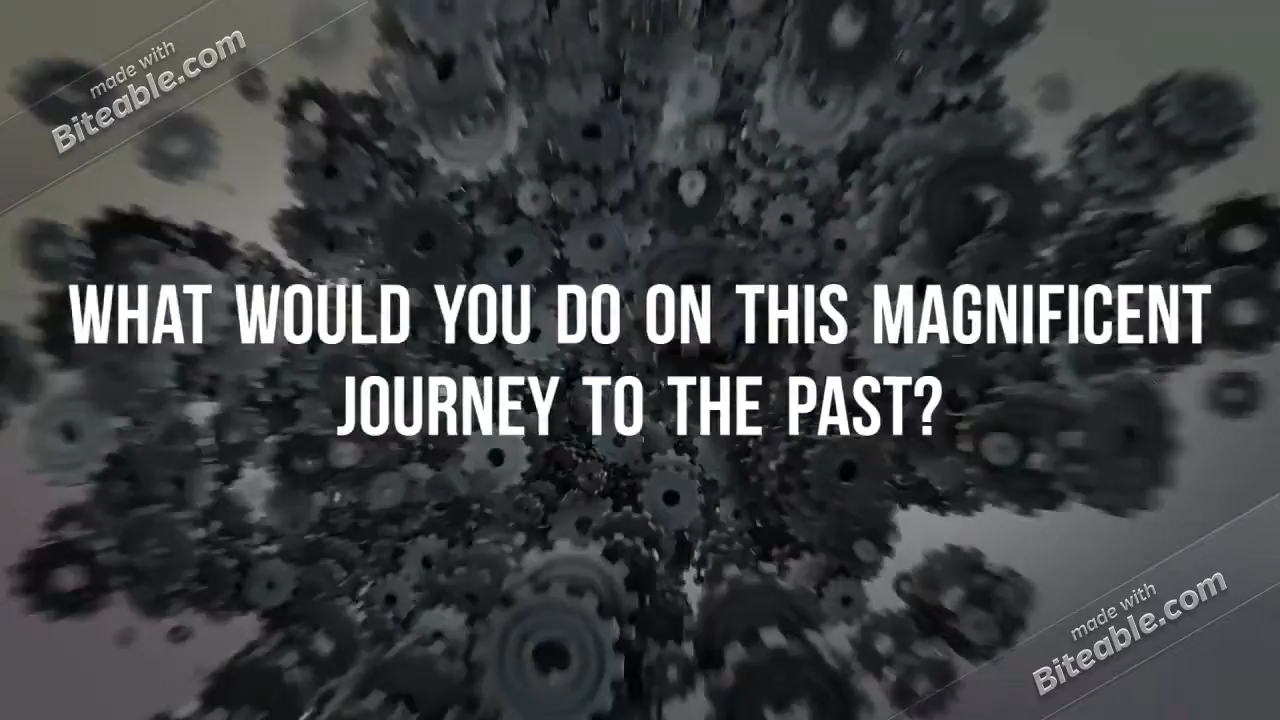 made with
Biteable.com
WHAT WOULD YOU DO ON THIS MAGNIFICENT
JOURNEY TO THE PAST?
made with
Biteable.com